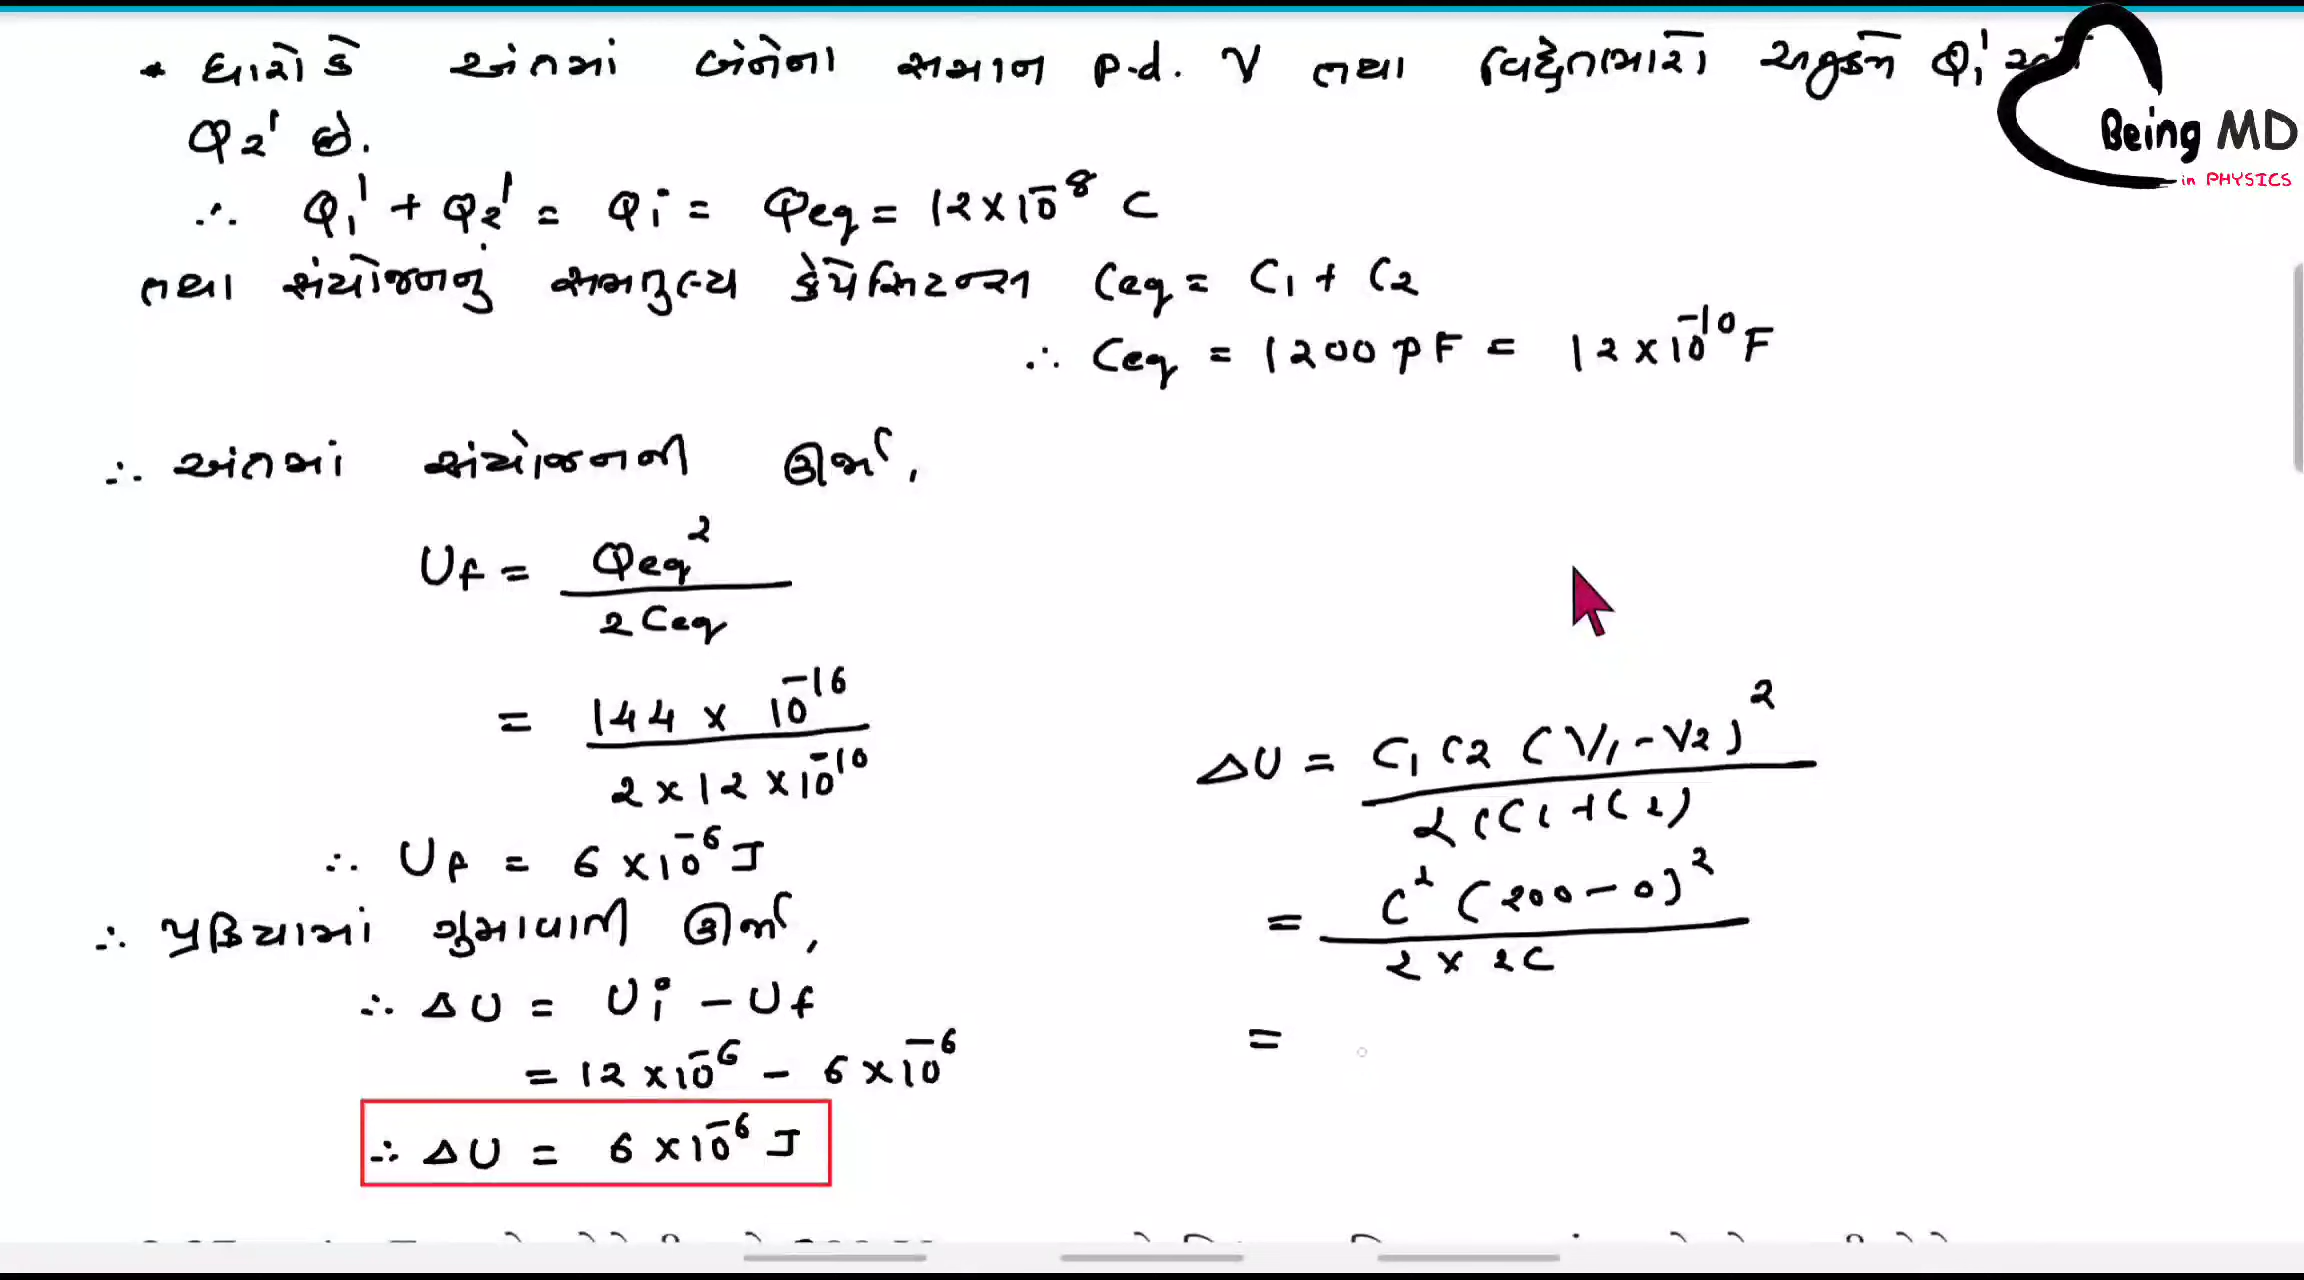 • ધારો કે અંતમાં બંનેના સમાન p.d. V તથા વિદ્યુતભારો અનુક્રમે Q₁' અને
Q₂' છે.
Being MD
in PHYSICS
∴ Q₁' + Q₂' = Qi = Qeq = 12×10⁻⁸ C
તથા સંયોજનનું સમતુલ્ય કેપેસિટન્સ Ceq = C₁ + C₂
∴ Ceq = 1200 pF = 12×10⁻¹⁰ F
∴ અંતમાં સંયોજનની ઊર્જા,
Uf = Qeq² / 2Ceq
= 144 × 10⁻¹⁶ / 2 × 12 × 10⁻¹⁰
∴ Uf = 6×10⁻⁶ J
∴ પ્રક્રિયામાં ગુમાવાતી ઊર્જા,
∴ ΔU = Ui – Uf
= 12×10⁻⁶ – 6×10⁻⁶
∴ ΔU = 6×10⁻⁶ J
ΔU = C₁C₂ (V₁-V₂)² / 2(C₁+C₂)
= C² (200-0)² / 2 × 2C
=